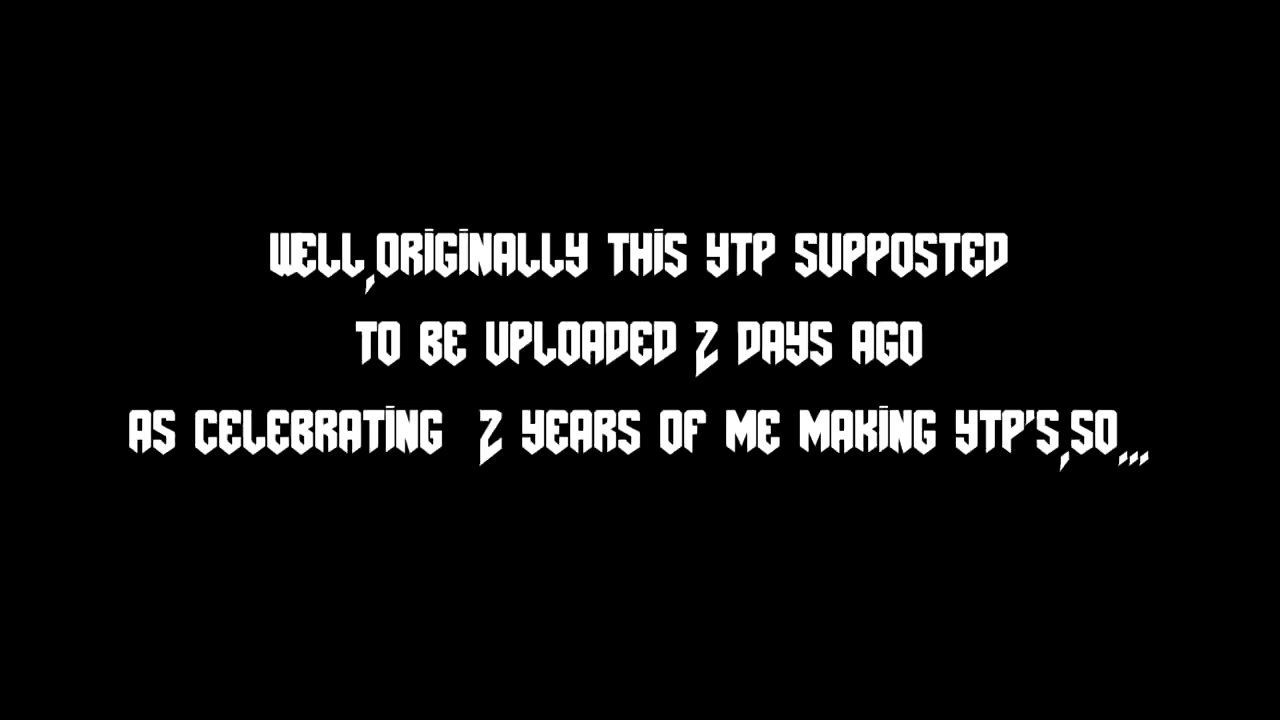 WELL,ORIGINALLY THIS YTP SUPPOSTED
TO BE UPLOADED 2 DAYS AGO
AS CELEBRATING 2 YEARS OF ME MAKING YTP'S,SO...